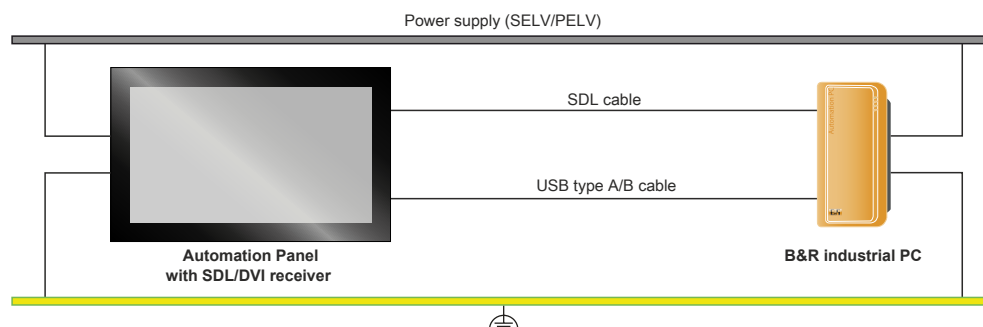 Power supply (SELV/PELV)
SDL cable
USB type A/B cable
Automation Panel
with SDL/DVI receiver
B&R industrial PC